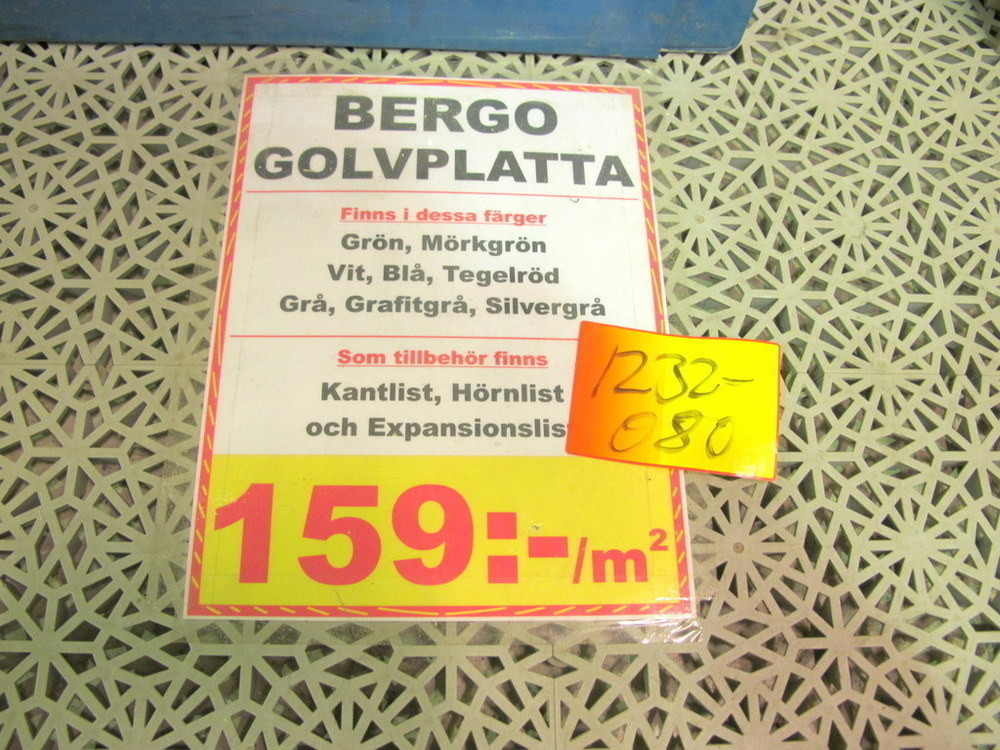 BERGO
GOLVPLATTA
Finns i dessa färger
Grön, Mörkgrön
Vit, Blå, Tegelröd
Grå, Grafitgrå, Silvergrå
Som tillbehör finns
Kantlist, Hörnlist
och Expansionslis
1232-
080
159:-/m²